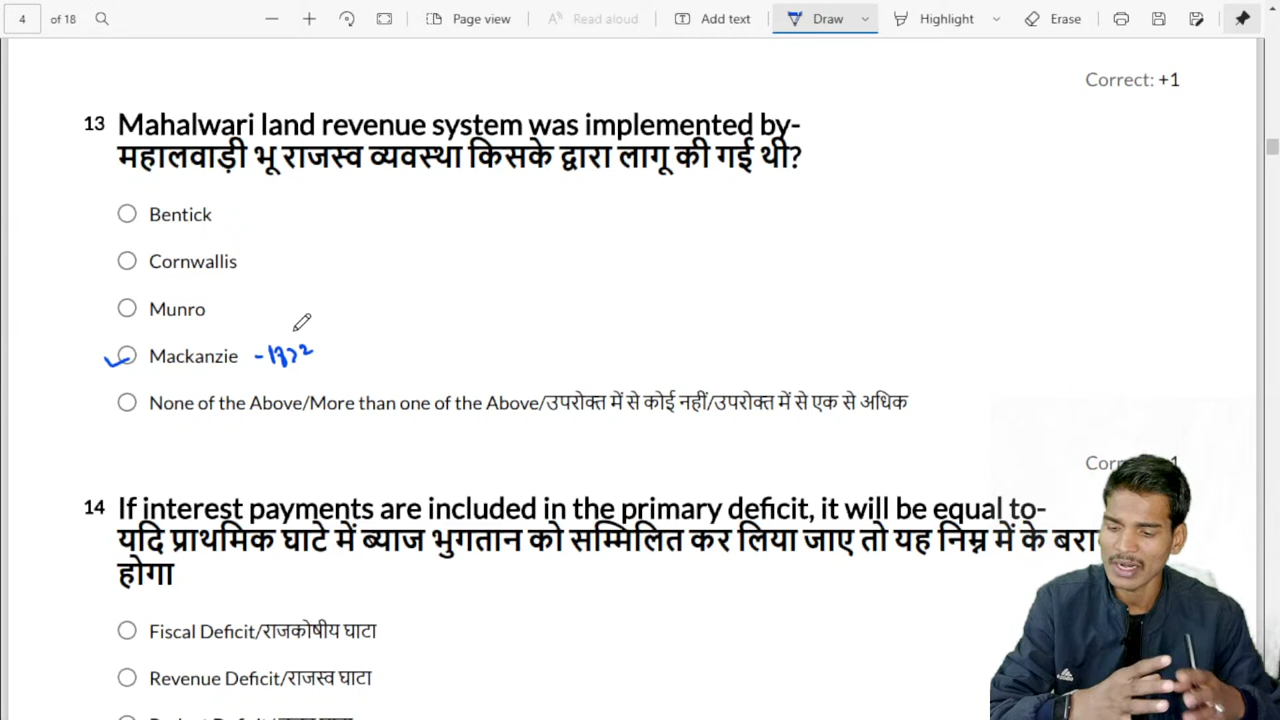 4 of 18 Page view Read aloud Add text Draw Highlight Erase
Correct: +1
13 Mahalwari land revenue system was implemented by-
महालवाड़ी भू राजस्व व्यवस्था किसके द्वारा लागू की गई थी?
Bentick
Cornwallis
Munro
Mackanzie
None of the Above/More than one of the Above/उपरोक्त में से कोई नहीं/उपरोक्त में से एक से अधिक
14 If interest payments are included in the primary deficit, it will be equal to-
यदि प्राथमिक घाटे में ब्याज भुगतान को सम्मिलित कर लिया जाए तो यह निम्न में के
होगा
Fiscal Deficit/राजकोषीय घाटा
Revenue Deficit/राजस्व घाटा